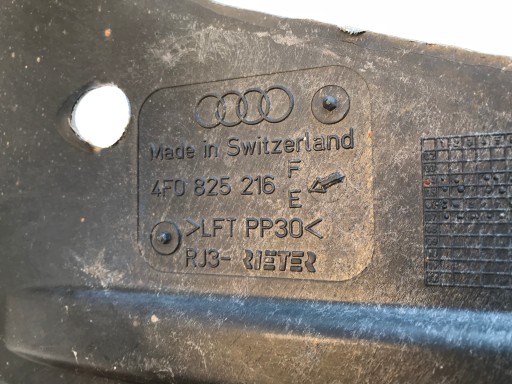 Made in Switzerland
F
4F0 825 216
E
>LFT PP30<
RJ3- RIETER